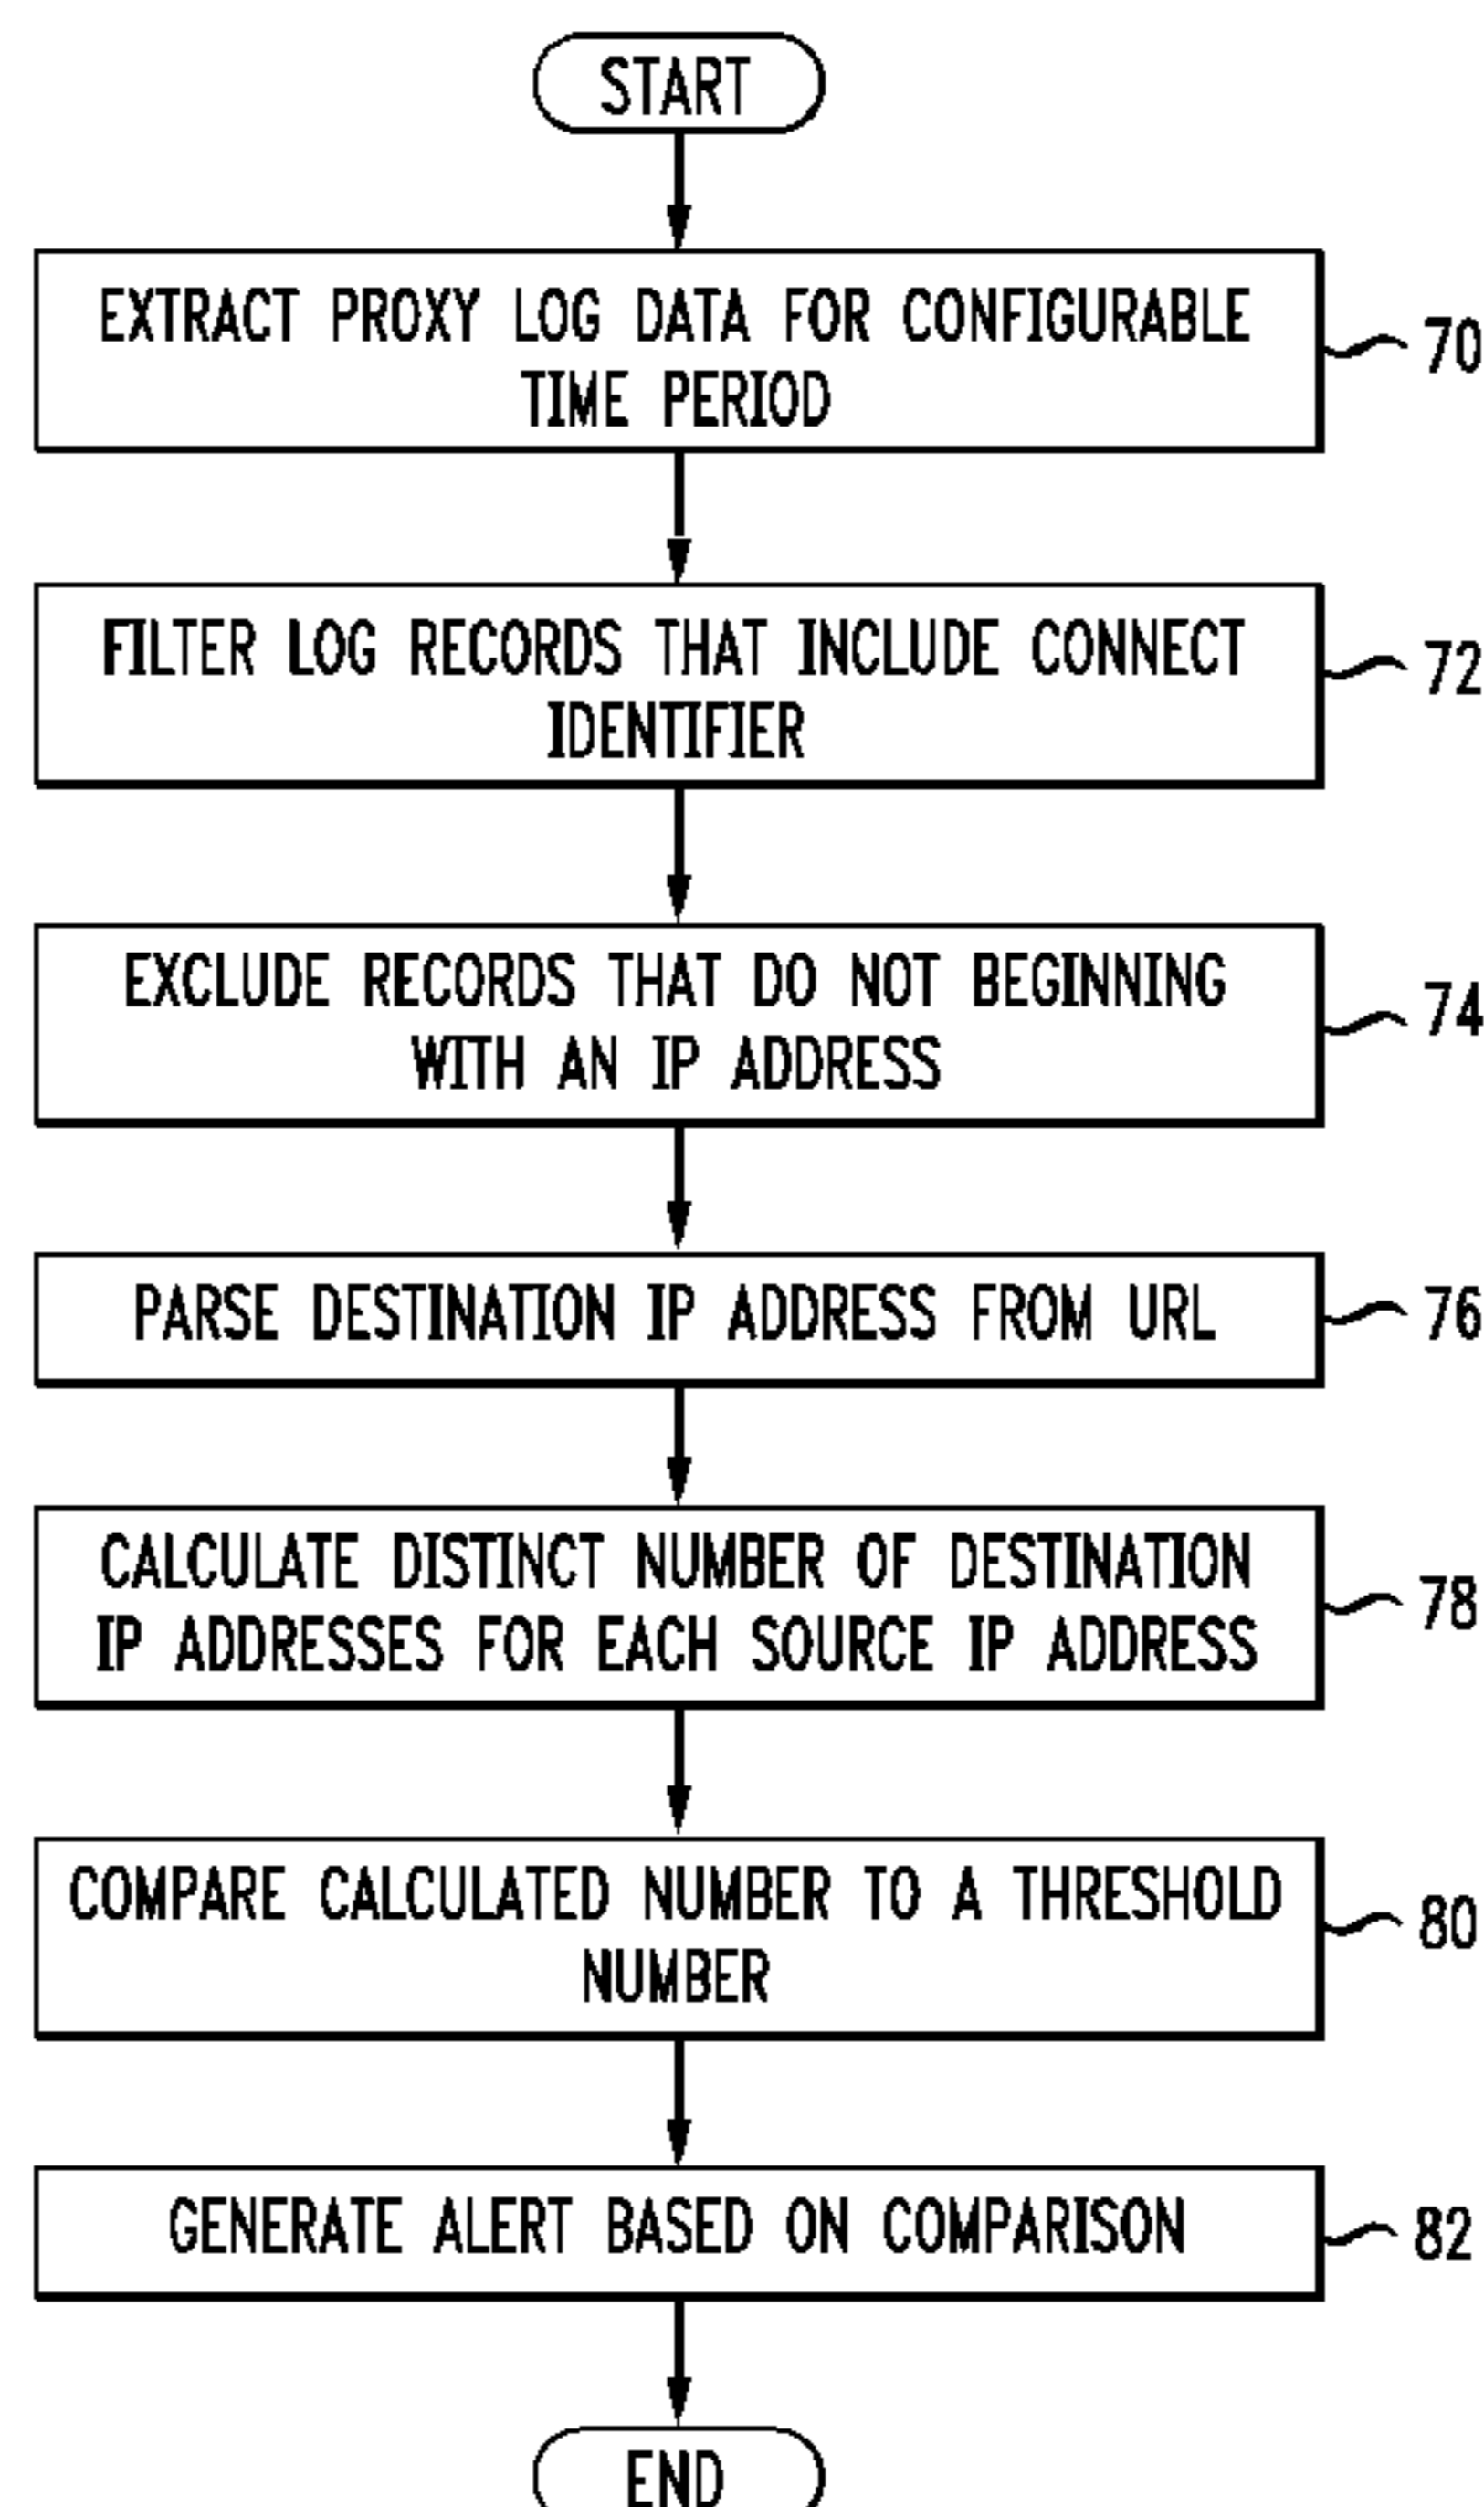 START
EXTRACT PROXY LOG DATA FOR CONFIGURABLE
TIME PERIOD
70
FILTER LOG RECORDS THAT INCLUDE CONNECT
IDENTIFIER
72
EXCLUDE RECORDS THAT DO NOT BEGINNING
WITH AN IP ADDRESS
74
PARSE DESTINATION IP ADDRESS FROM URL
76
CALCULATE DISTINCT NUMBER OF DESTINATION
IP ADDRESSES FOR EACH SOURCE IP ADDRESS
78
COMPARE CALCULATED NUMBER TO A THRESHOLD
NUMBER
80
GENERATE ALERT BASED ON COMPARISON
82
END